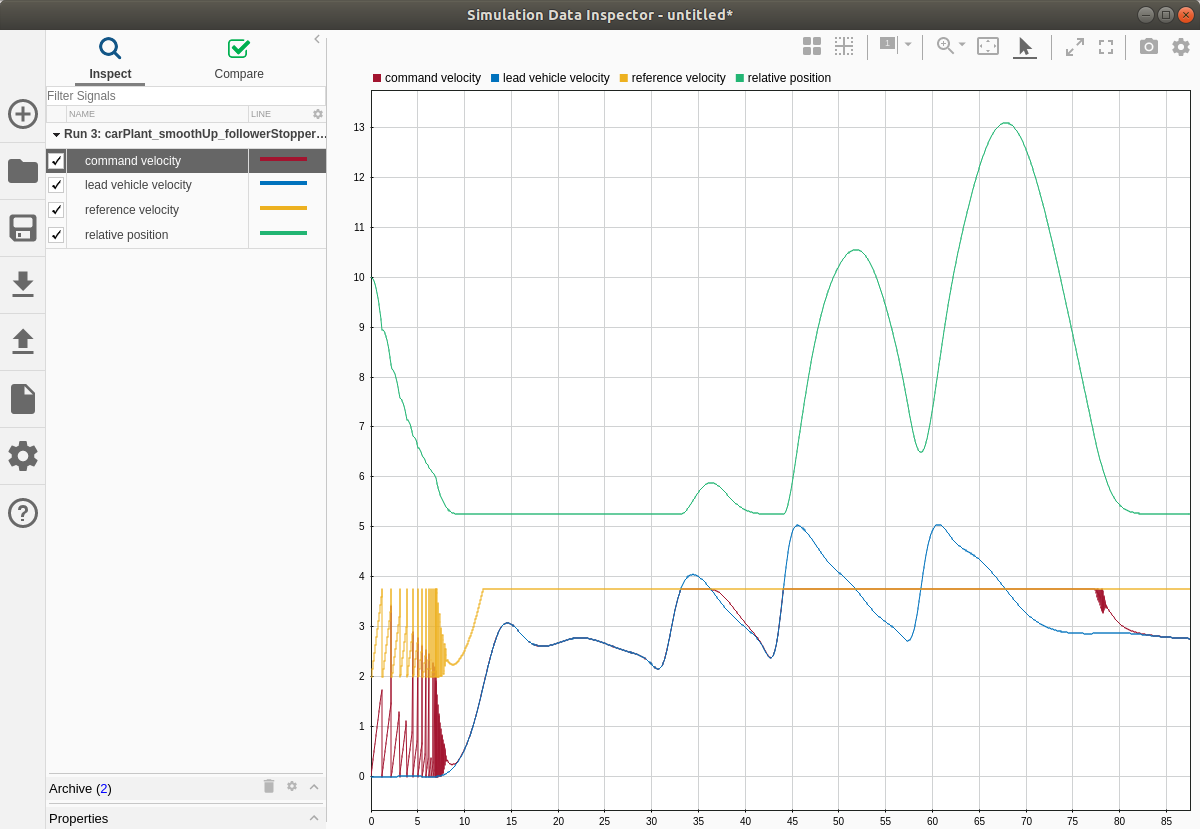 Simulation Data Inspector - untitled*
Inspect
Compare
Filter Signals
NAME
LINE
Run 3: carPlant_smoothUp_followerStopper...
command velocity
lead vehicle velocity
reference velocity
relative position
Archive (2)
Properties
1
command velocity lead vehicle velocity reference velocity relative position
13
12
11
10
9
8
7
6
5
4
3
2
1
0
0 5 10 15 20 25 30 35 40 45 50 55 60 65 70 75 80 85